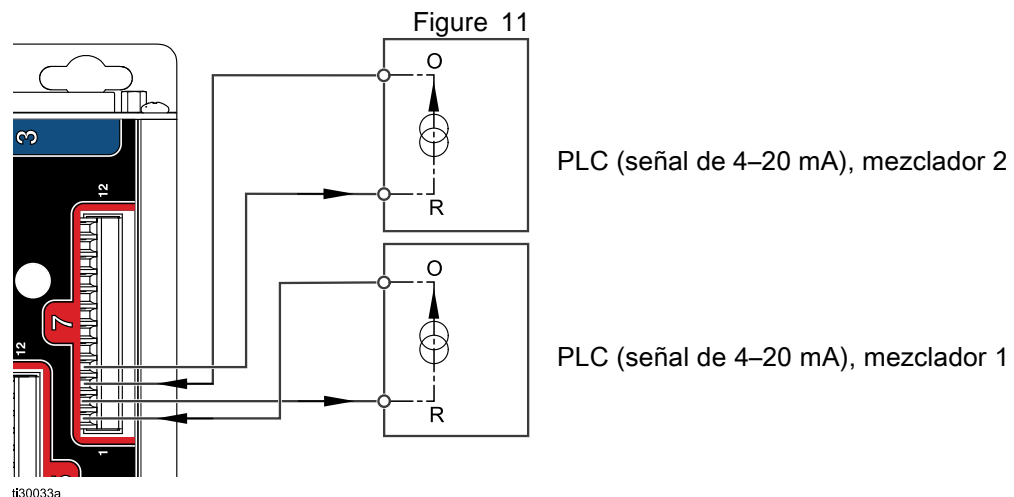 Figure 11
O
3
PLC (señal de 4–20 mA), mezclador 2
12
R
O
7
12
PLC (señal de 4–20 mA), mezclador 1
R
1
ti30033a